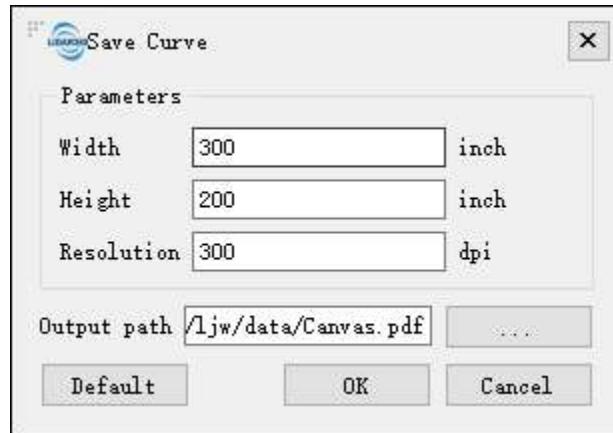 Save Curve
Parameters
Width 300 inch
Height 200 inch
Resolution 300 dpi
Output path /ljw/data/Canvas.pdf ...
Default OK Cancel